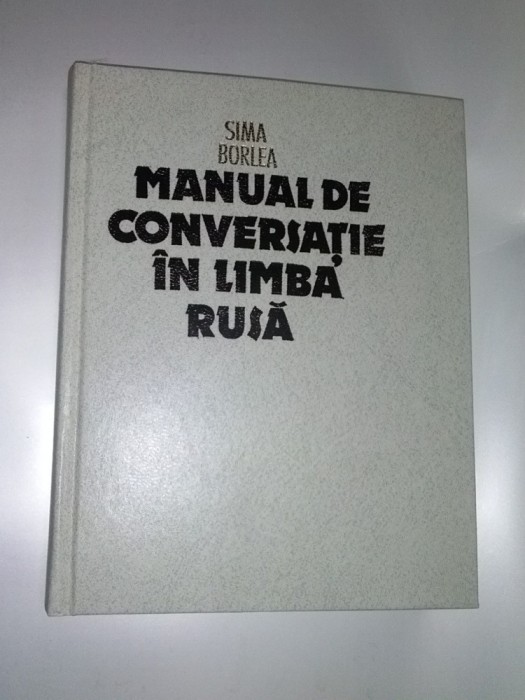 SIMA
BORLEA
MANUAL DE
CONVERSAȚIE
ÎN LIMBA
RUSĂ